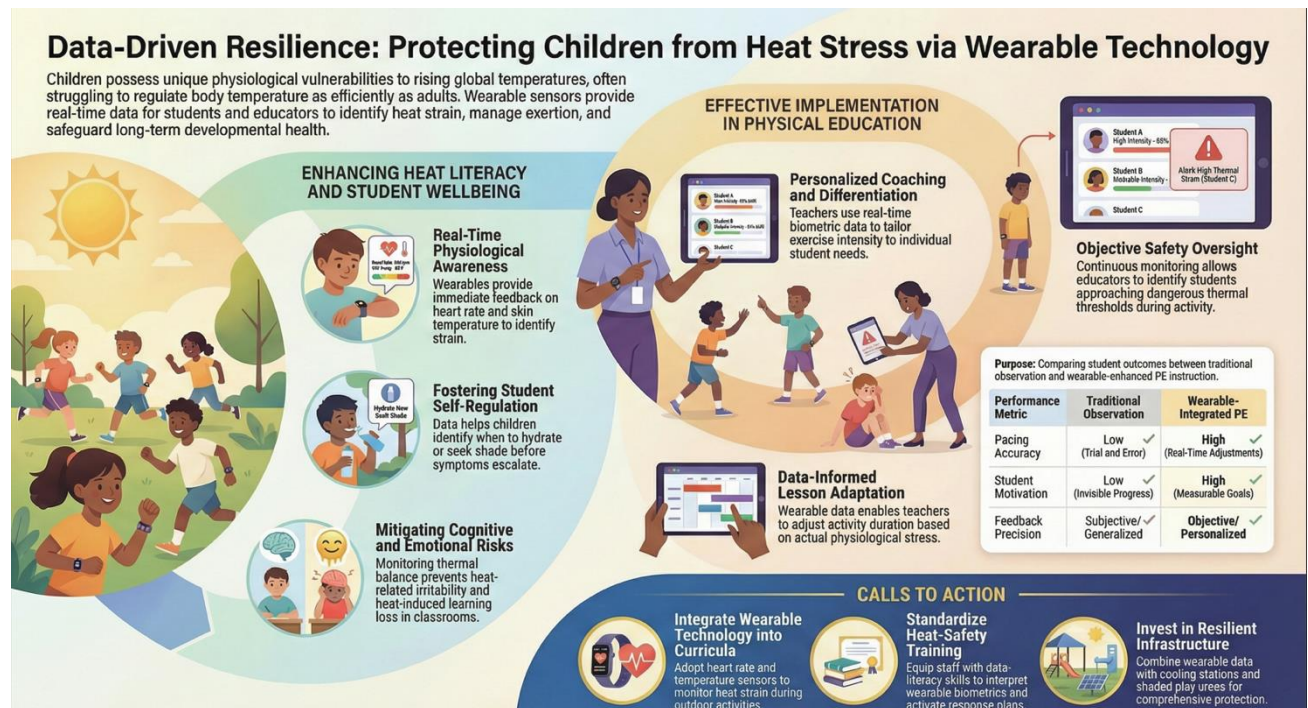 Data-Driven Resilience: Protecting Children from Heat Stress via Wearable Technology
Children possess unique physiological vulnerabilities to rising global temperatures, often
struggling to regulate body temperature as efficiently as adults. Wearable sensors provide
real-time data for students and educators to identify heat strain, manage exertion, and
safeguard long-term developmental health.
ENHANCING HEAT LITERACY
AND STUDENT WELLBEING
Real-Time
Physiological
Awareness
Wearables provide
immediate feedback on
heart rate and skin
temperature to identify
strain.
Hydrate New
Seaft Shade
Fostering Student
Self-Regulation
Data helps children
identify when to hydrate
or seek shade before
symptoms escalate.
Mitigating Cognitive
and Emotional Risks
Monitoring thermal
balance prevents heat-
related irritability and
heat-induced learning
loss in classrooms.
EFFECTIVE IMPLEMENTATION
IN PHYSICAL EDUCATION
Student A
Student B
Student C
Personalized Coaching
and Differentiation
Teachers use real-time
biometric data to tailor
exercise intensity to individual
student needs.
Data-Informed
Lesson Adaptation
Wearable data enables teachers
to adjust activity duration based
on actual physiological stress.
Student A
High Intensity - 65%
Student B
Intensity -
Student C
Alerk High Thermal
Stram (Student C)
Objective Safety Oversight
Continuous monitoring allows
educators to identify students
approaching dangerous thermal
thresholds during activity.
Purpose: Comparing student outcomes between traditional
observation and wearable-enhanced PE instruction.
Performance Metric Traditional Observation Wearable-Integrated PE
Pacing Accuracy Low ✓ (Trial and Error) High ✓ (Real-Time Adjustments)
Student Motivation Low ✓ (Invisible Progress) High ✓ (Measurable Goals)
Feedback Precision Subjective/ ✓ Generalized Objective/ ✓ Personalized
CALLS TO ACTION
Integrate Wearable
Technology into
Curricula
Adopt heart rate and
temperature sensors to
monitor heat strain during
outdoor activities
Standardize
Heat-Safety
Training
Equip staff with data-
literacy skills to interpret
wearable biometrics and
activate response plans
Invest in Resilient
Infrastructure
Combine wearable data
with cooling stations and
shaded play urees for
comprehensive protection.